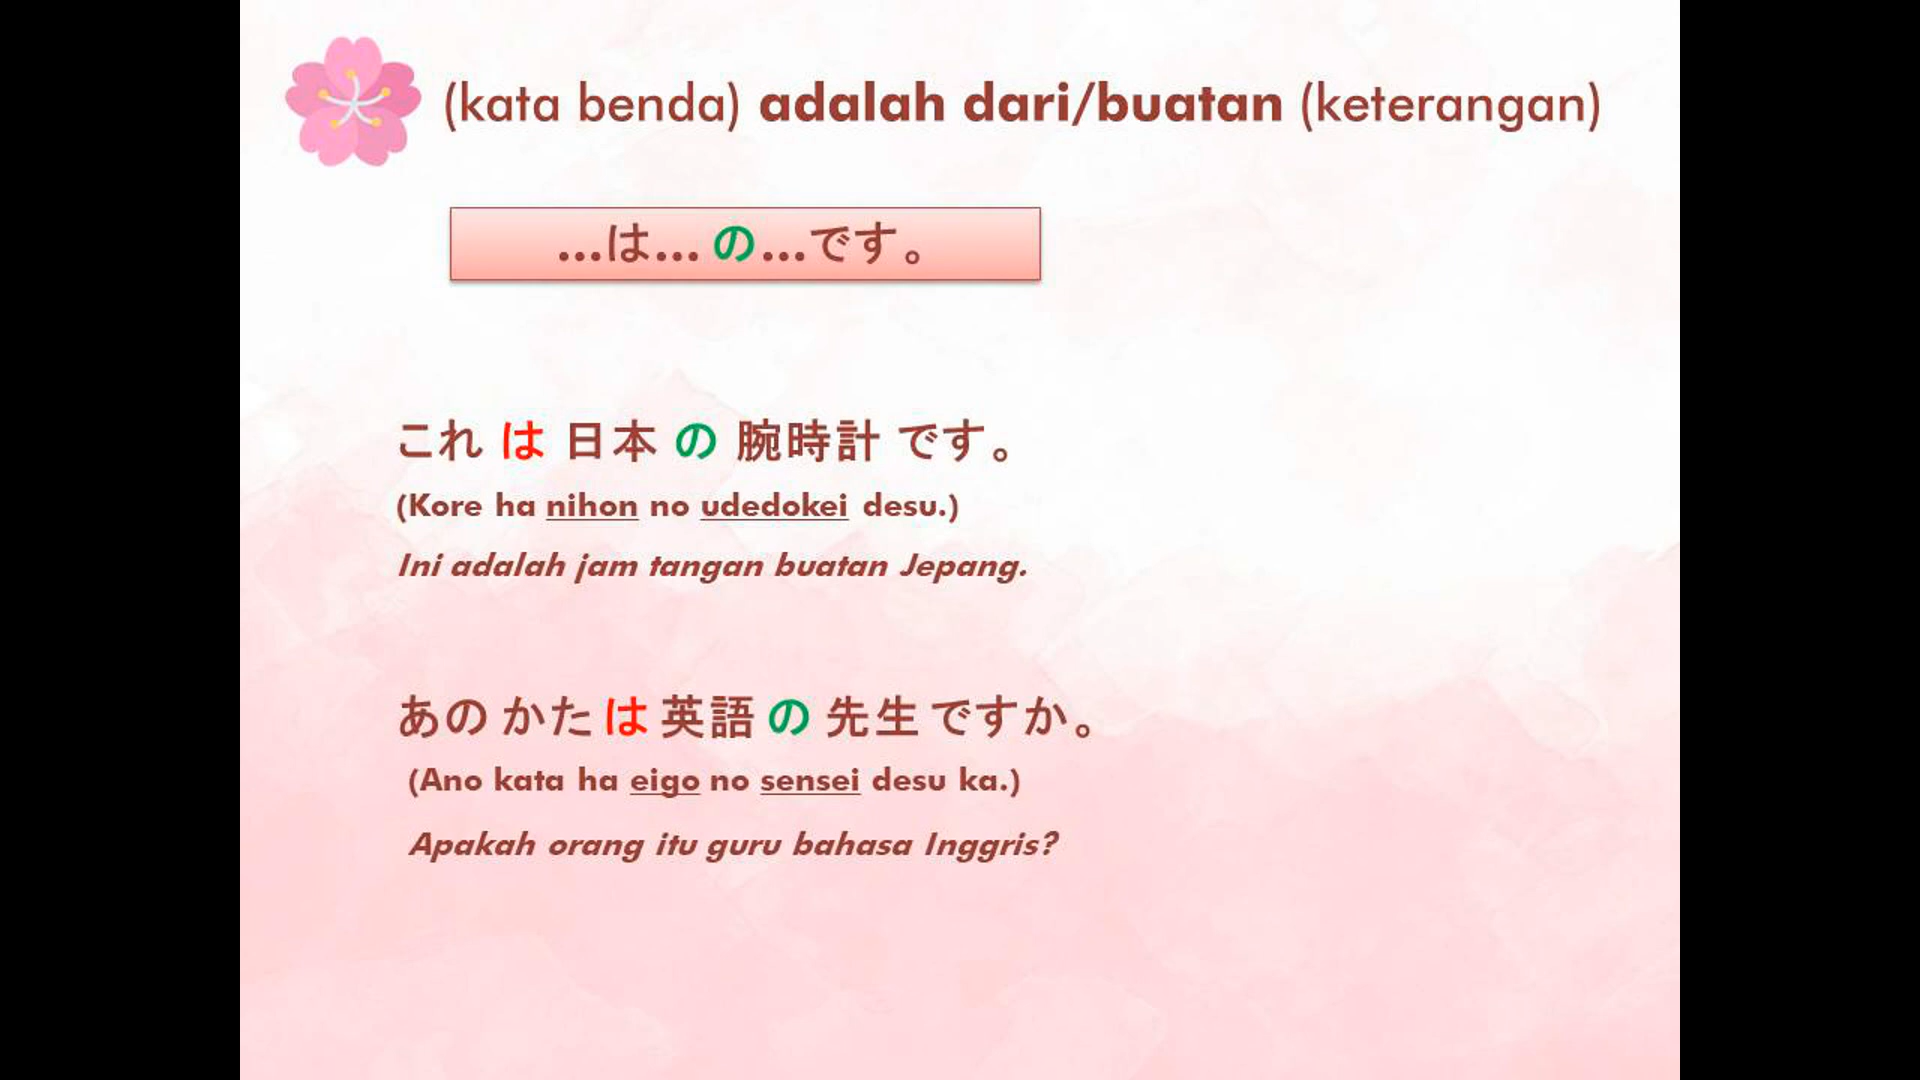 (kata benda) adalah dari/buatan (keterangan)
...は... の...です。
これ は 日本 の 腕時計 です。
(Kore ha nihon no udedokei desu.)
Ini adalah jam tangan buatan Jepang.
あの かた は 英語 の 先生 ですか。
(Ano kata ha eigo no sensei desu ka.)
Apakah orang itu guru bahasa Inggris?